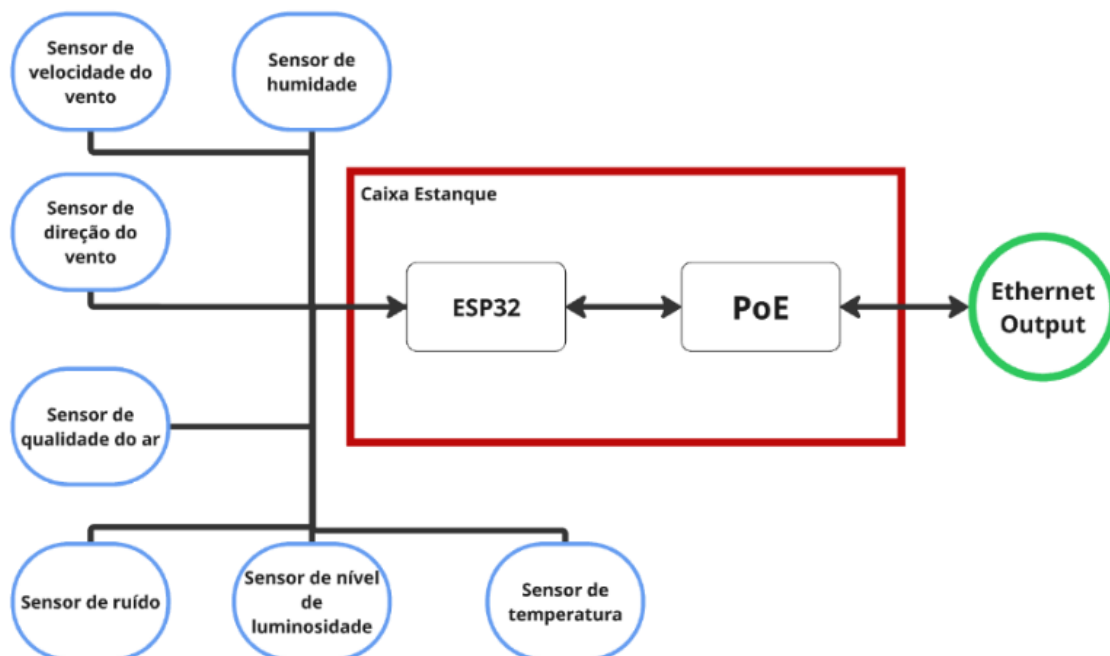 Sensor de
velocidade do
vento
Sensor de
humidade
Sensor de
direção do
vento
Caixa Estanque
ESP32
PoE
Ethernet
Output
Sensor de
qualidade do ar
Sensor de ruído
Sensor de nível
de
luminosidade
Sensor de
temperatura